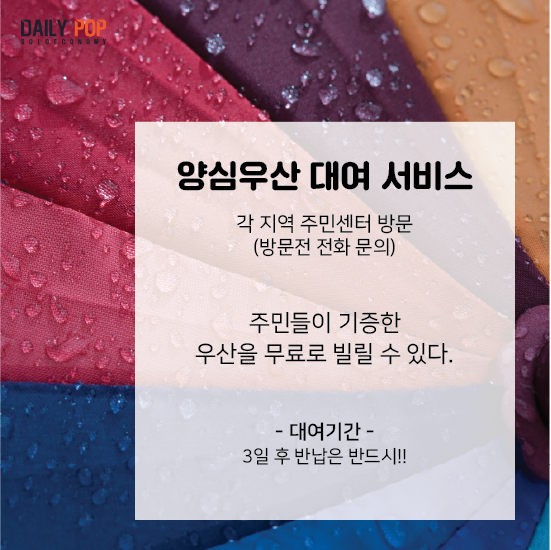 DAILY POP
SOLOECONOMY
양심우산 대여 서비스
각 지역 주민센터 방문
(방문전 전화 문의)
주민들이 기증한
우산을 무료로 빌릴 수 있다.
- 대여기간 -
3일 후 반납은 반드시!!